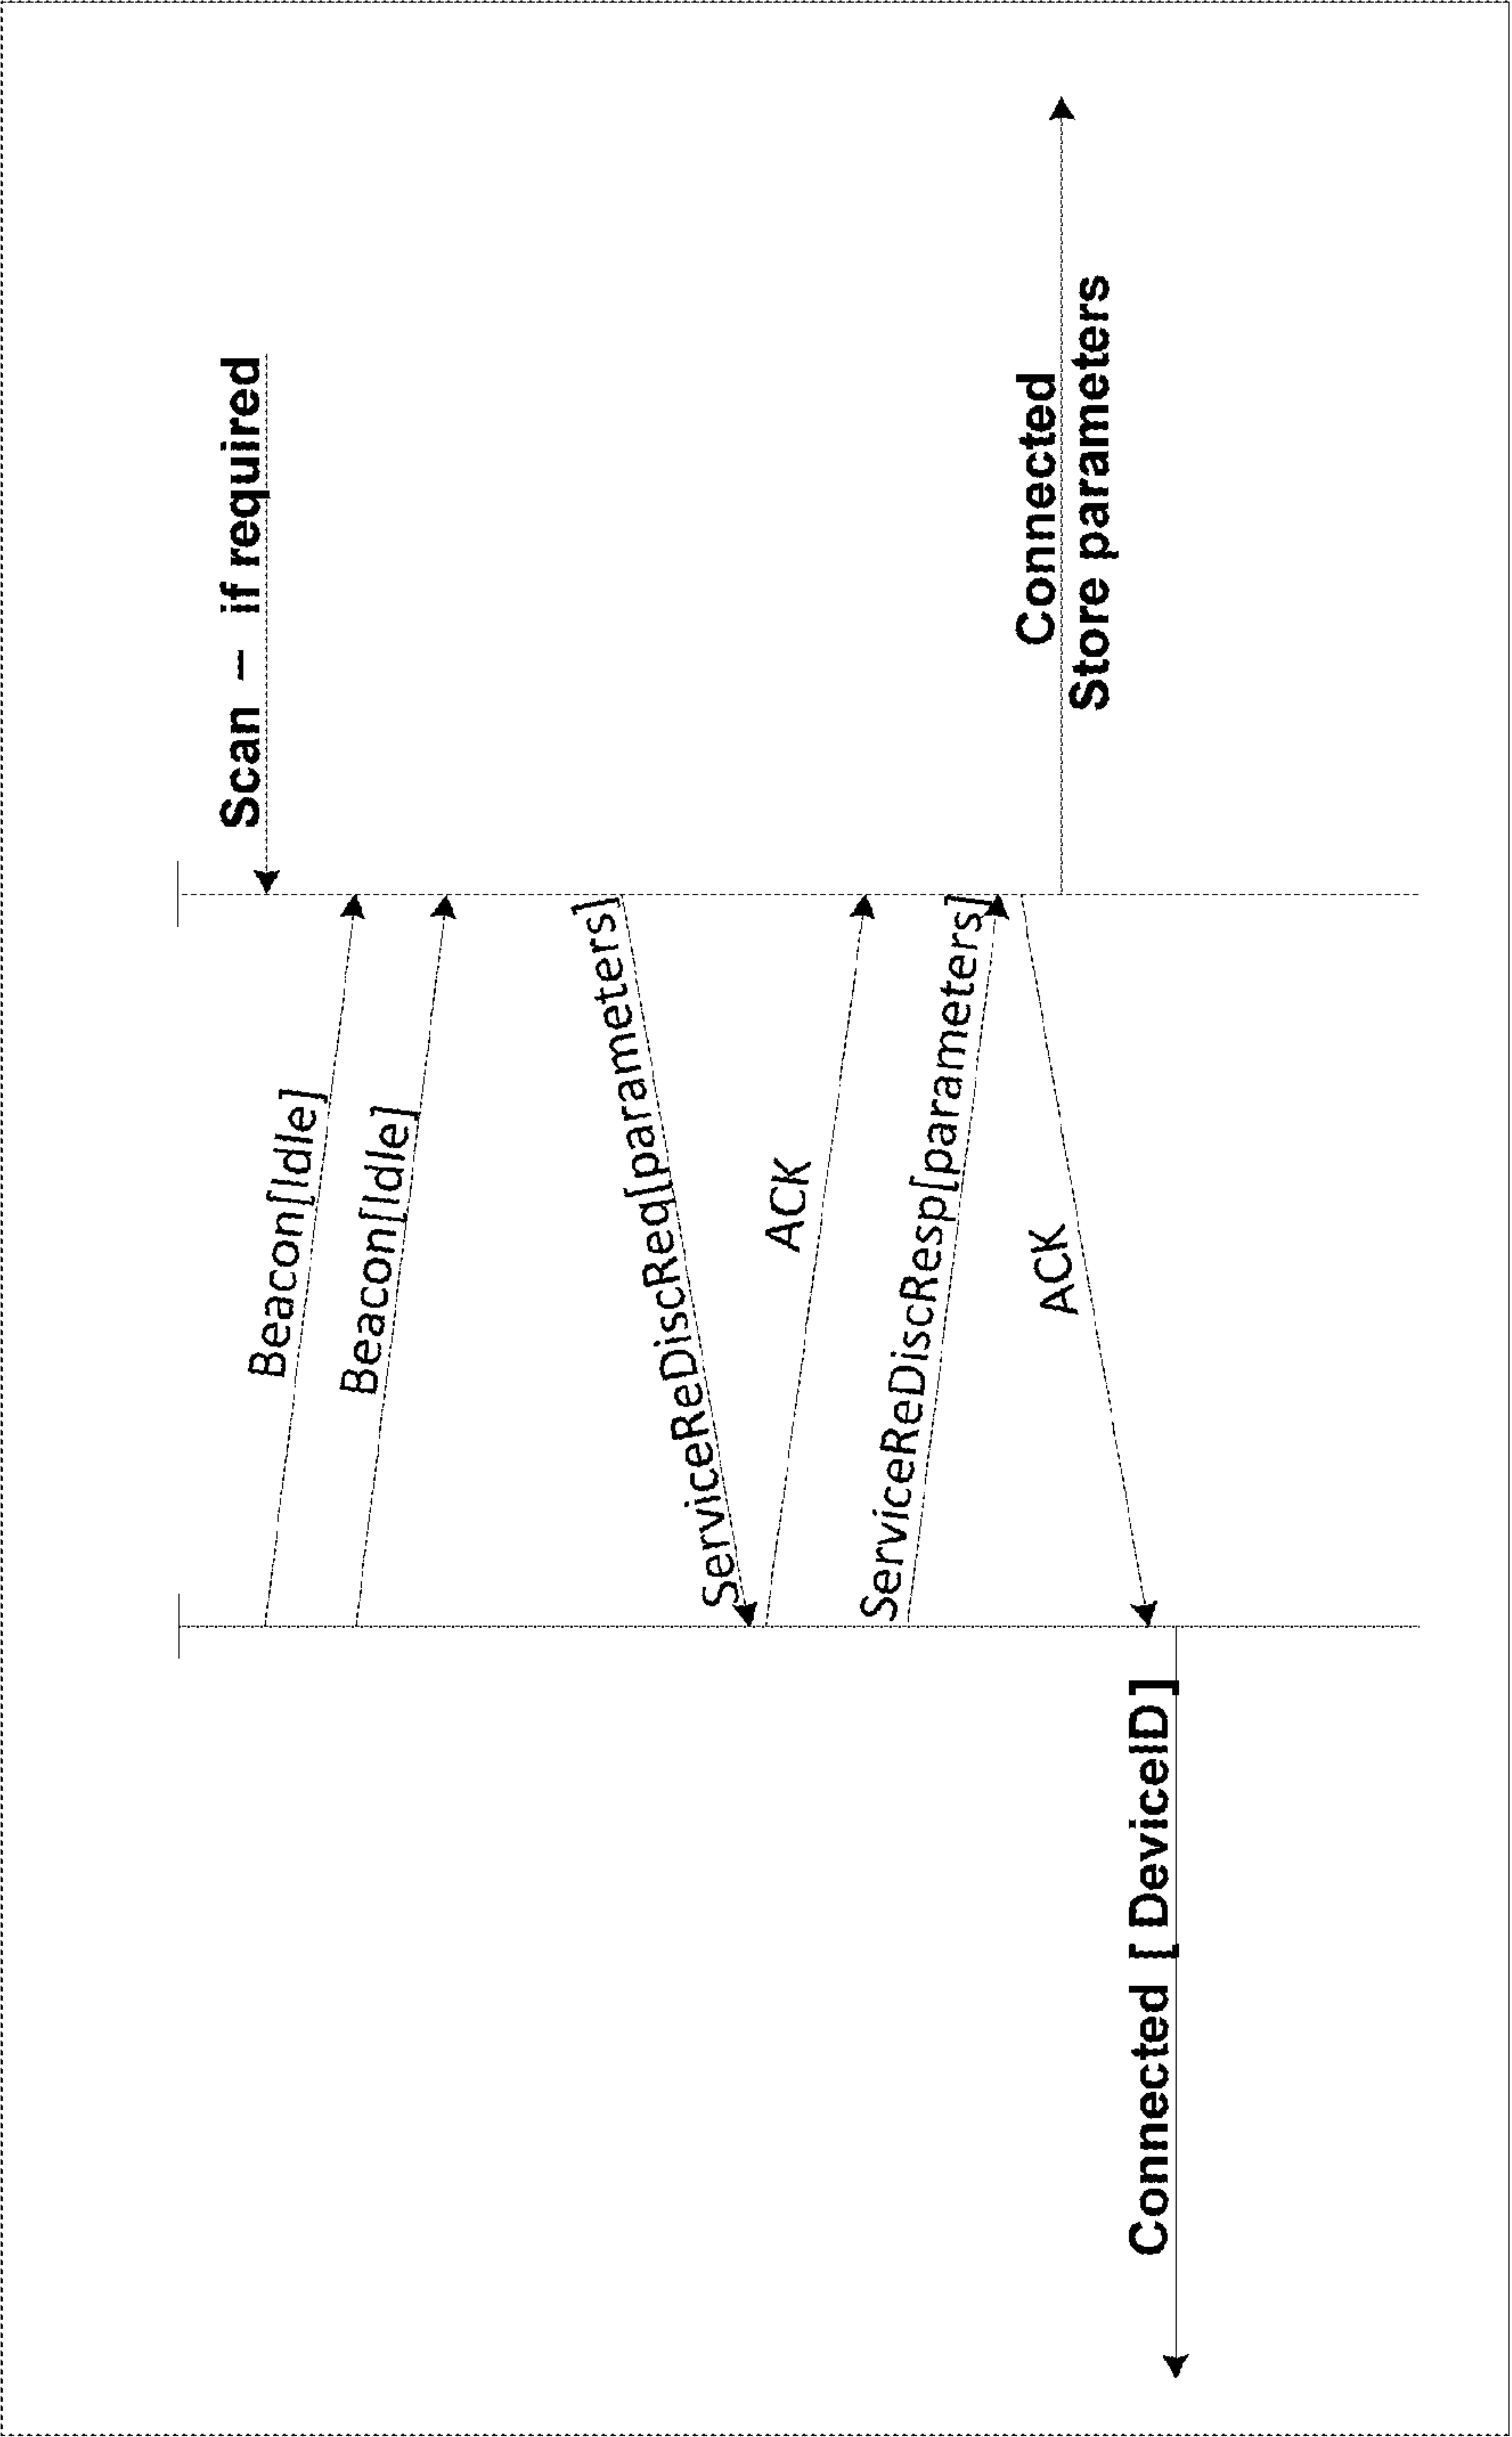 Scan – if required
Beacon[Idle]
Beacon[Idle]
ServiceReDiscReq[parameters]
ACK
ServiceReDiscResp[parameters]
ACK
Connected
Store parameters
Connected [ DeviceID]